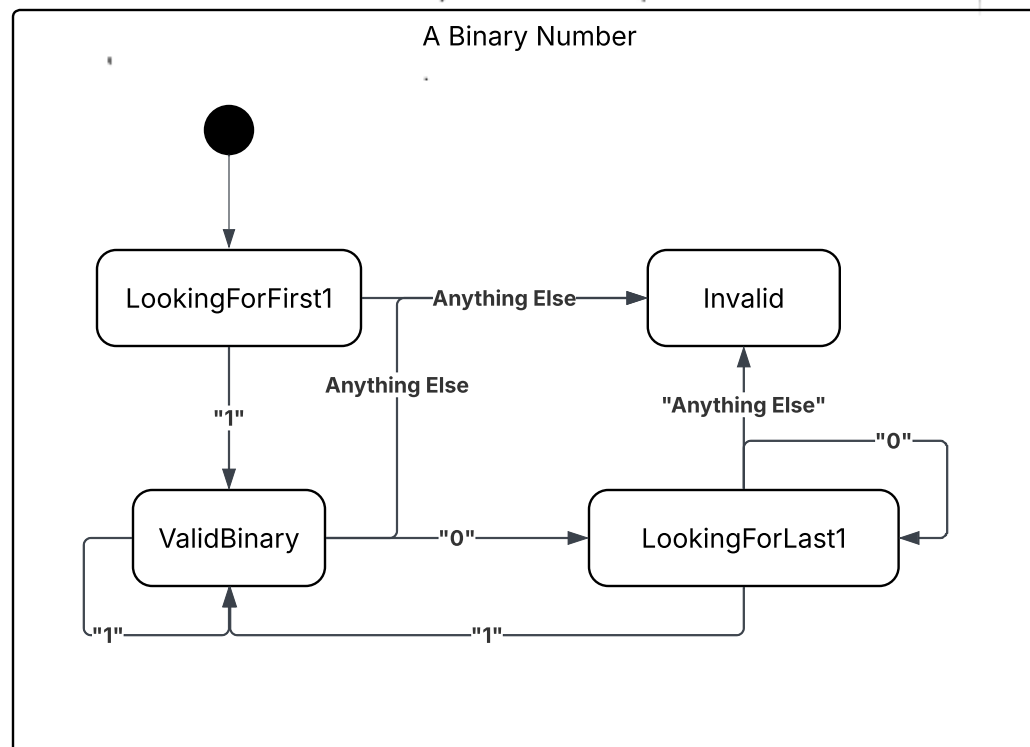 A Binary Number
LookingForFirst1
Anything Else
Invalid
Anything Else
"Anything Else"
"1"
"0"
ValidBinary
"0"
LookingForLast1
"1"
"1"